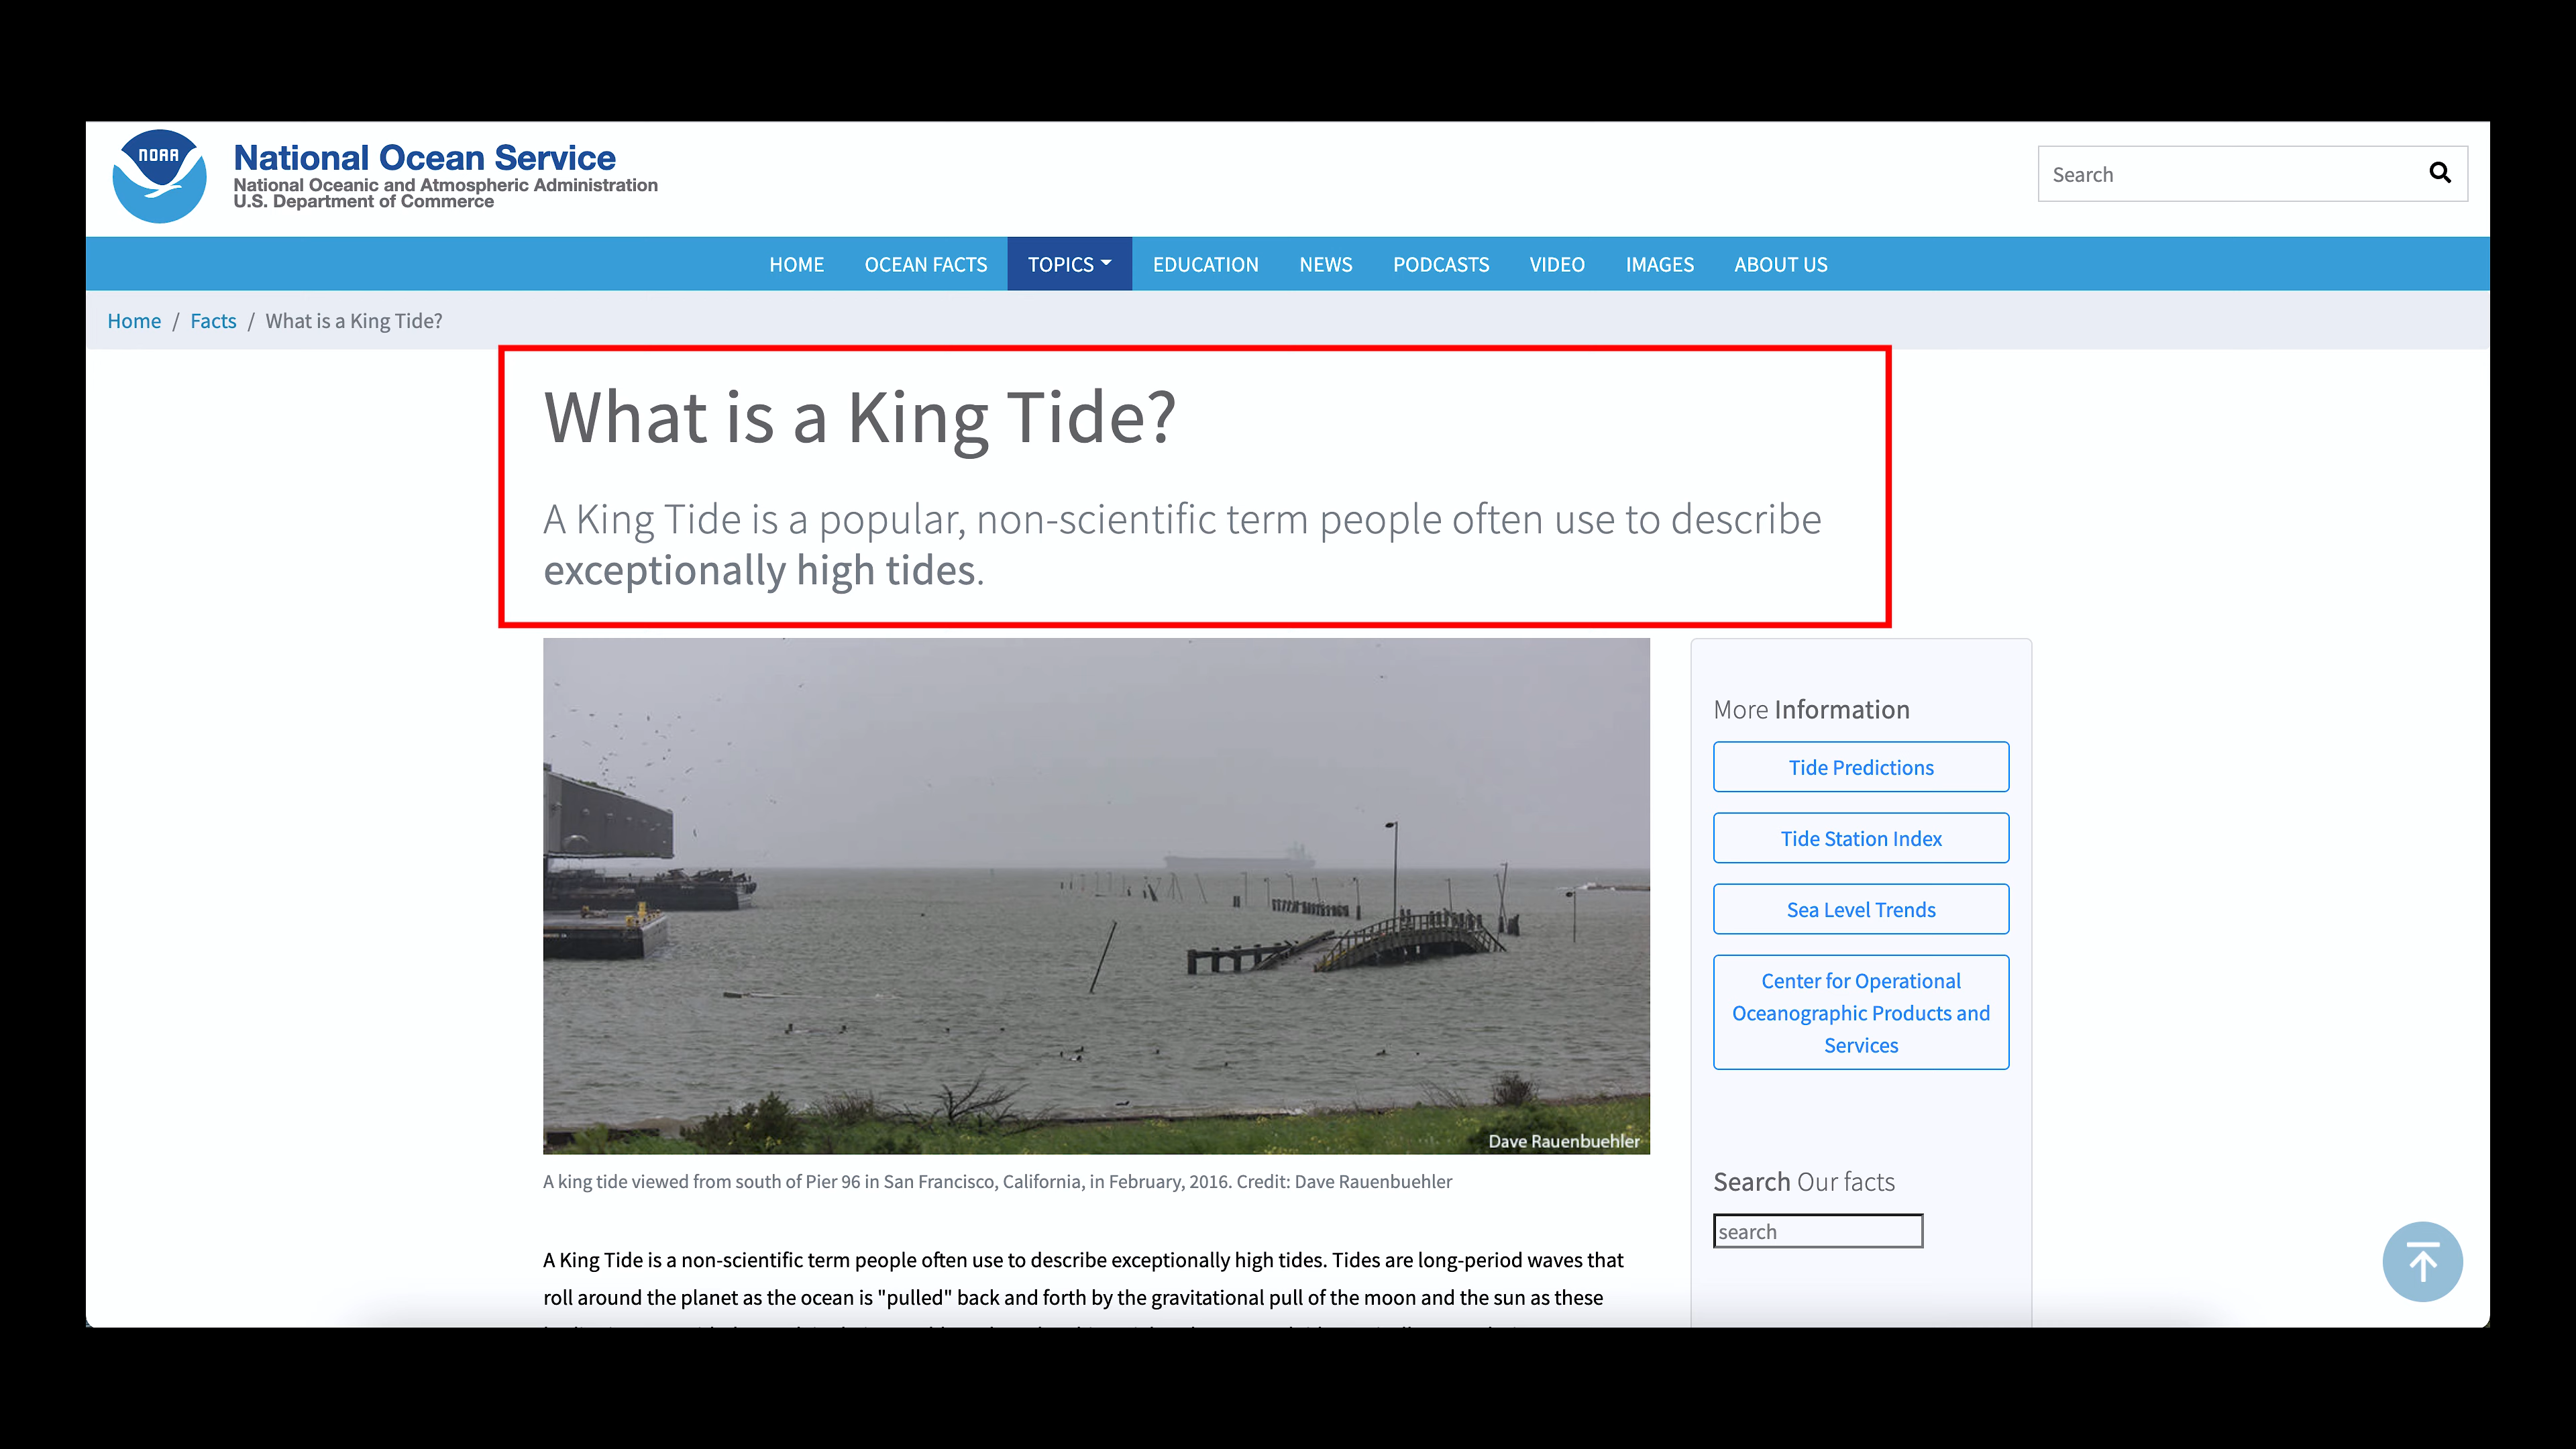 NOAA
National Ocean Service
National Oceanic and Atmospheric Administration
U.S. Department of Commerce
Search
HOME OCEAN FACTS TOPICS EDUCATION NEWS PODCASTS VIDEO IMAGES ABOUT US
Home / Facts / What is a King Tide?
What is a King Tide?
A King Tide is a popular, non-scientific term people often use to describe
exceptionally high tides.
Dave Rauenbuehler
A king tide viewed from south of Pier 96 in San Francisco, California, in February, 2016. Credit: Dave Rauenbuehler
A King Tide is a non-scientific term people often use to describe exceptionally high tides. Tides are long-period waves that
roll around the planet as the ocean is "pulled" back and forth by the gravitational pull of the moon and the sun as these
More Information
Tide Predictions
Tide Station Index
Sea Level Trends
Center for Operational
Oceanographic Products and
Services
Search Our facts
search